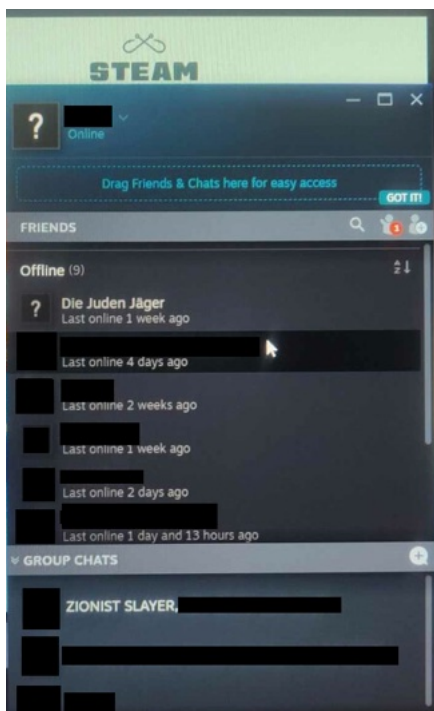 STEAM
?
Online
Drag Friends & Chats here for easy access
GOT IT!
FRIENDS
Offline (9)
?
Die Juden Jäger
Last online 1 week ago
Last online 4 days ago
Last online 2 weeks ago
Last online 1 week ago
Last online 2 days ago
Last online 1 day and 13 hours ago
GROUP CHATS
ZIONIST SLAYER,